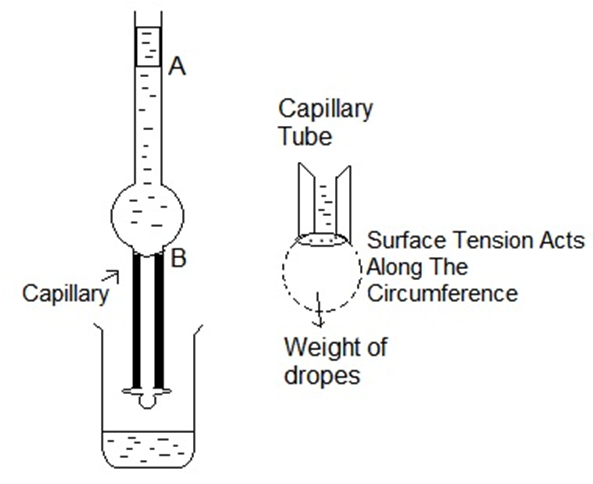 A
B
Capillary
Capillary
Tube
Surface Tension Acts
Along The
Circumference
Weight of
dropes